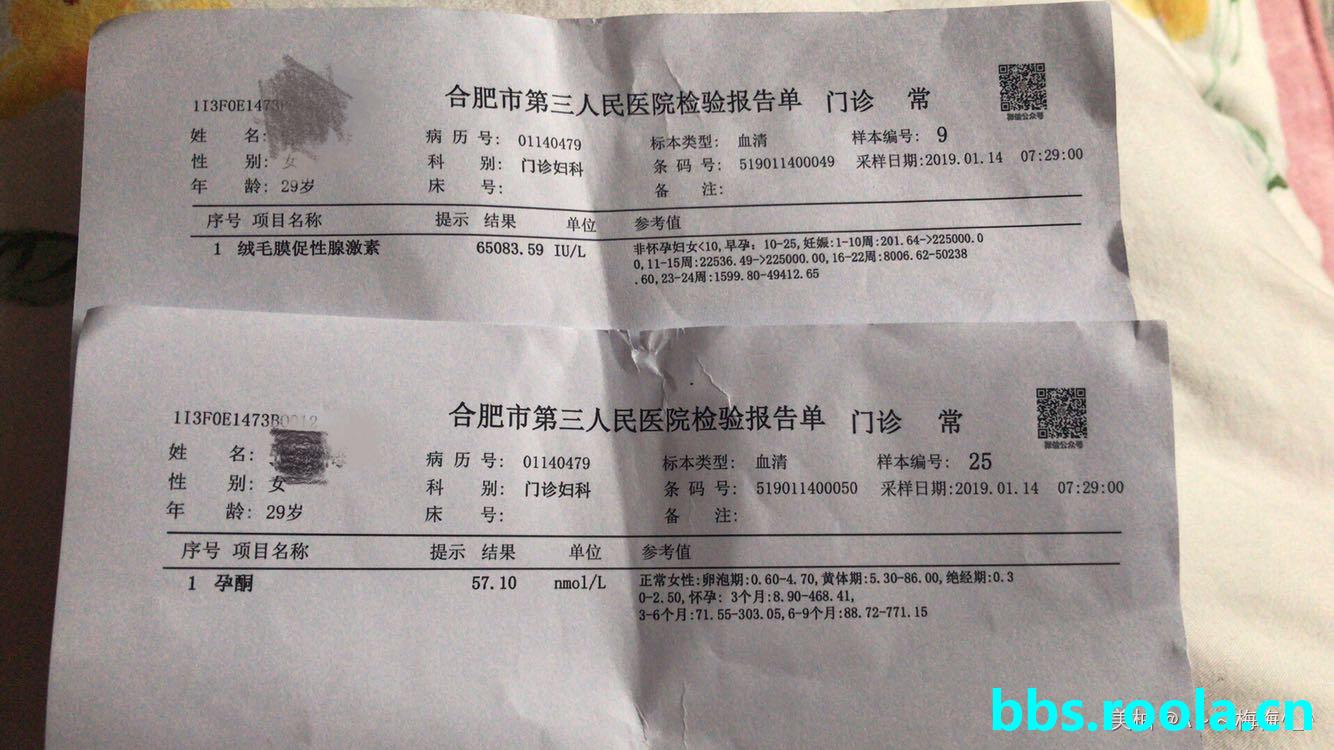 1I3F0E1473
合肥市第三人民医院检验报告单 门诊 常
微信公众号
姓 名: 病 历 号: 01140479 标本类型: 血清 样本编号: 9
性 别: 女 科 别: 门诊妇科 条 码 号: 519011400049 采样日期:2019.01.14 07:29:00
年 龄: 29岁 床 号: 备 注:
序号 项目名称 提示 结果 单位 参考值
1 绒毛膜促性腺激素 65083.59 IU/L 非怀孕妇女<10,早孕: 10-25,妊娠:1-10周:201.64->225000.0
0,11-15周:22536.49->225000.00,16-22周:8006.62-50238
.60,23-24周:1599.80-49412.65
1I3F0E1473B0012
合肥市第三人民医院检验报告单 门诊 常
微信公众号
姓 名: 病 历 号: 01140479 标本类型: 血清 样本编号: 25
性 别: 女 科 别: 门诊妇科 条 码 号: 519011400050 采样日期:2019.01.14 07:29:00
年 龄: 29岁 床 号: 备 注:
序号 项目名称 提示 结果 单位 参考值
1 孕酮 57.10 nmol/L 正常女性:卵泡期:0.60-4.70,黄体期:5.30-86.00,绝经期:0.3
0-2.50,怀孕: 3个月:8.90-468.41,
3-6个月:71.55-303.05,6-9个月:88.72-771.15
bbs.roola.cn